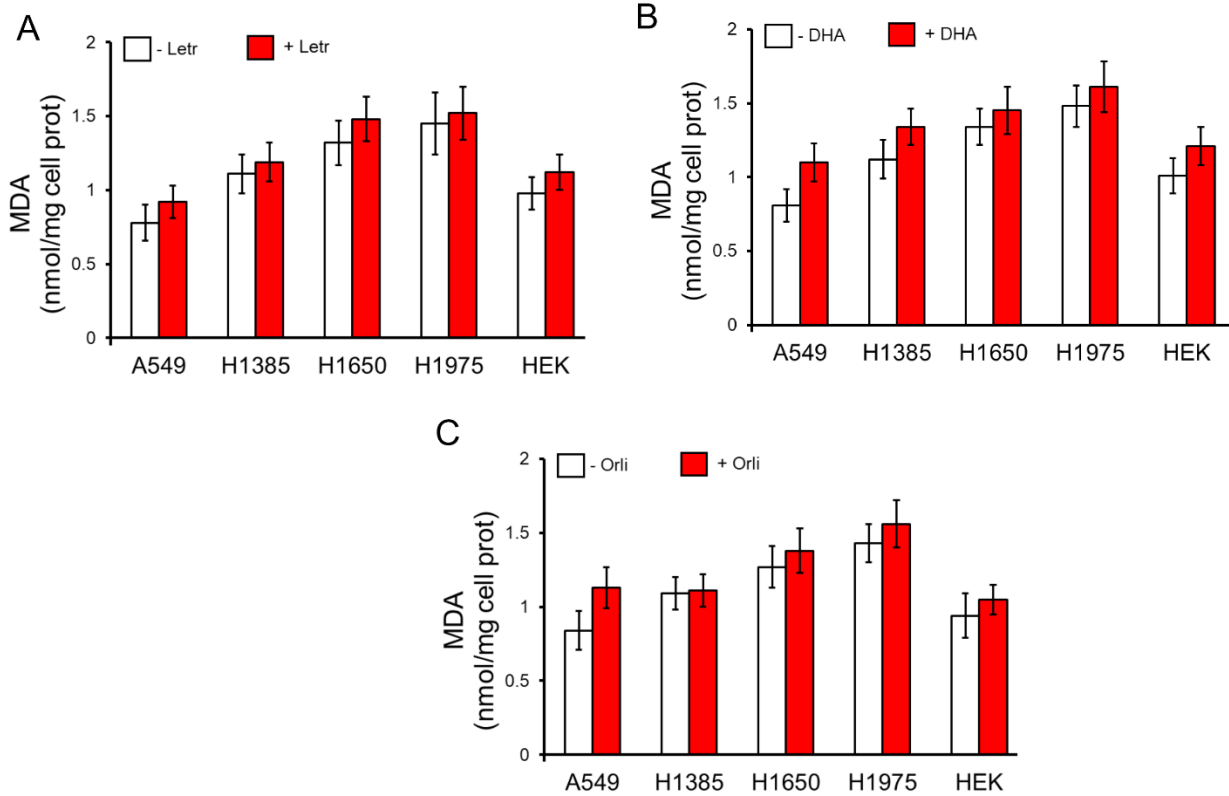 A
- Letr
+ Letr
2
1.5
1
0.5
0
MDA
(nmol/mg cell prot)
A549 H1385 H1650 H1975 HEK
B
- DHA
+ DHA
2
1.5
1
0.5
0
MDA
(nmol/mg cell prot)
A549 H1385 H1650 H1975 HEK
C
- Orli
+ Orli
2
1.5
1
0.5
0
MDA
(nmol/mg cell prot)
A549 H1385 H1650 H1975 HEK